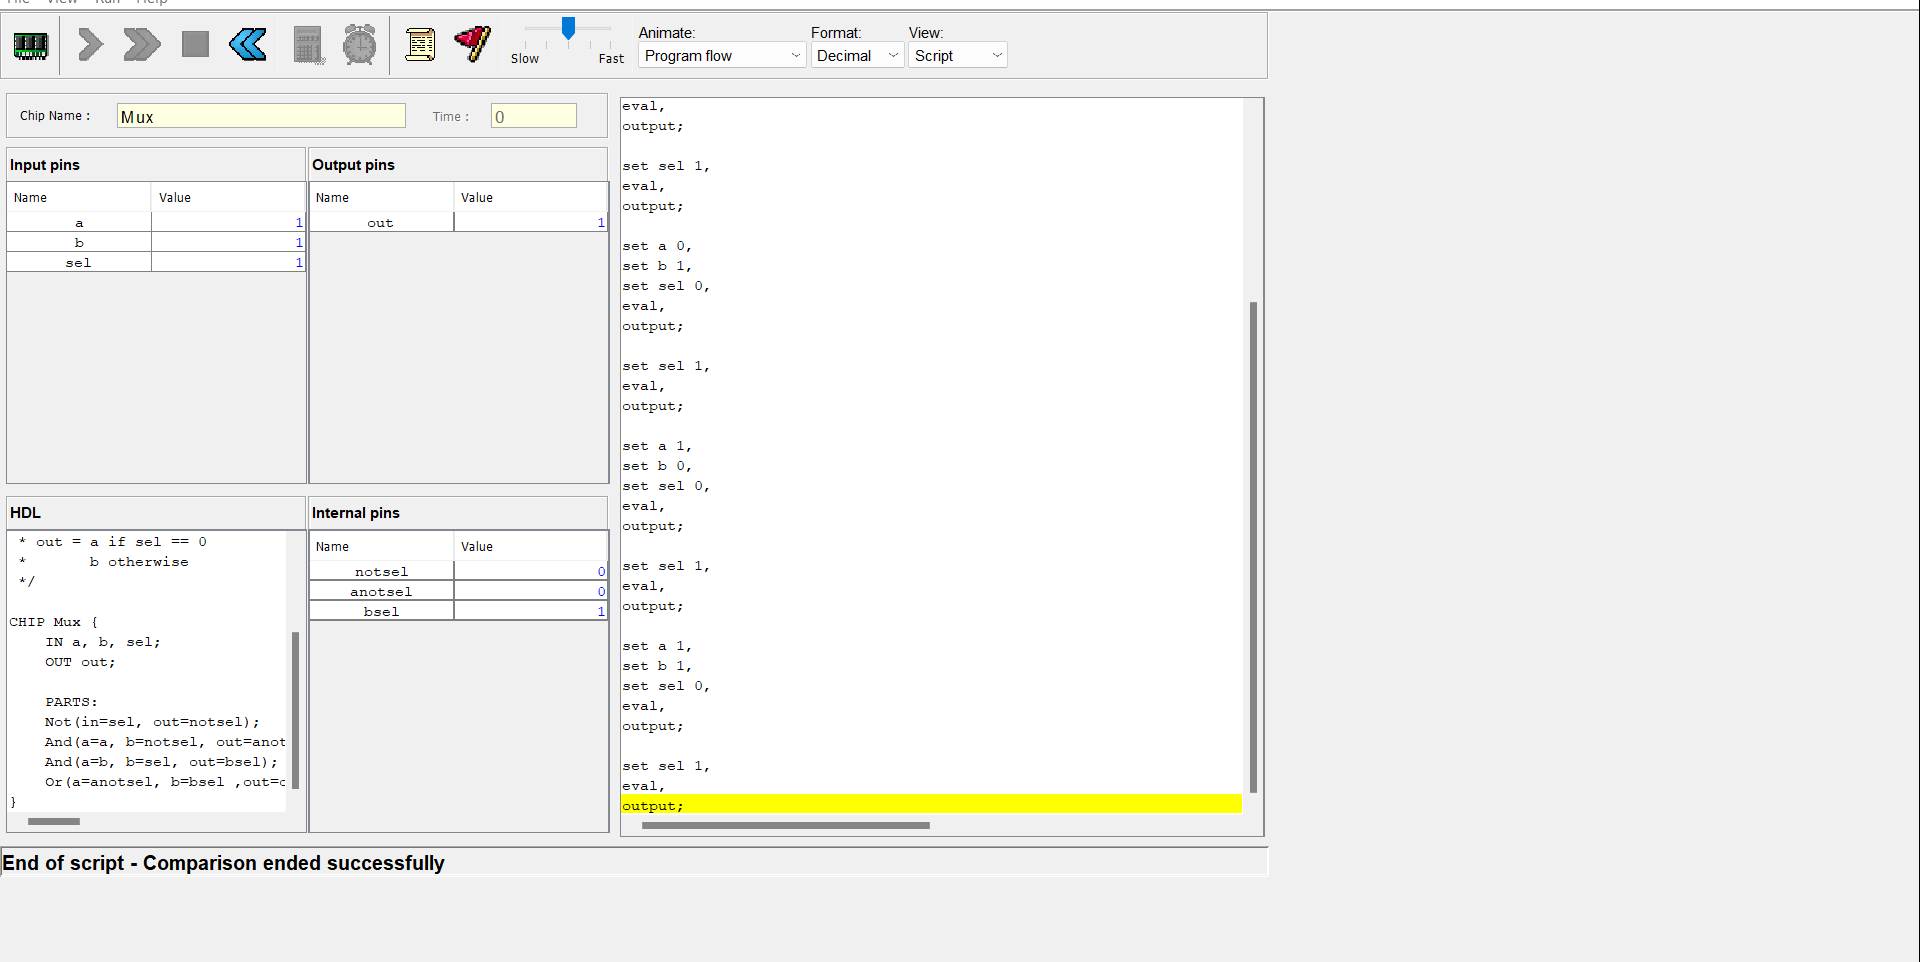 File View Run Help
Animate: Format: View:
Slow Fast Program flow Decimal Script
Chip Name : Mux Time : 0
Input pins
Name Value
a 1
b 1
sel 1
Output pins
Name Value
out 1
HDL
* out = a if sel == 0
* b otherwise
*/
CHIP Mux {
IN a, b, sel;
OUT out;
PARTS:
Not(in=sel, out=notsel);
And(a=a, b=notsel, out=anot
And(a=b, b=sel, out=bsel);
Or(a=anotsel, b=bsel ,out=o
}
Internal pins
Name Value
notsel 0
anotsel 0
bsel 1
eval,
output;
set sel 1,
eval,
output;
set a 0,
set b 1,
set sel 0,
eval,
output;
set sel 1,
eval,
output;
set a 1,
set b 0,
set sel 0,
eval,
output;
set sel 1,
eval,
output;
set a 1,
set b 1,
set sel 0,
eval,
output;
set sel 1,
eval,
output;
End of script - Comparison ended successfully